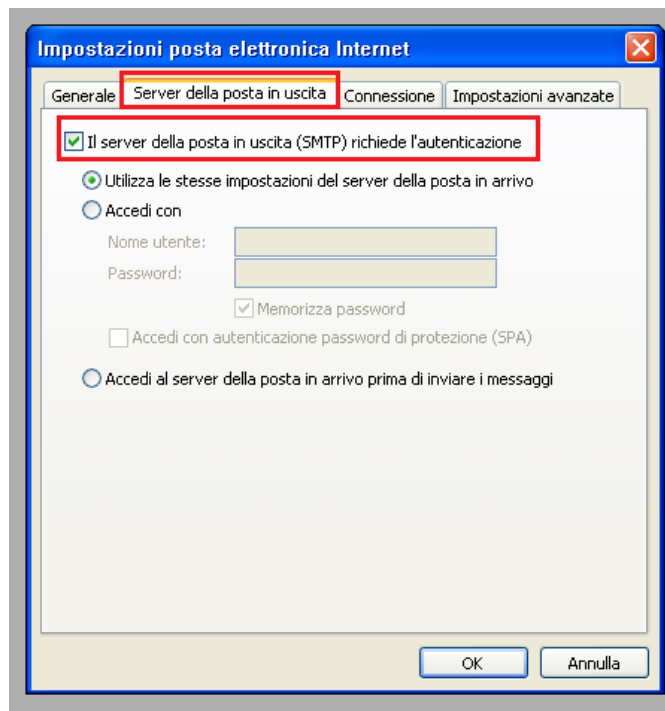 Impostazioni posta elettronica Internet
Generale Server della posta in uscita Connessione Impostazioni avanzate
Il server della posta in uscita (SMTP) richiede l'autenticazione
Utilizza le stesse impostazioni del server della posta in arrivo
Accedi con
Nome utente:
Password:
Memorizza password
Accedi con autenticazione password di protezione (SPA)
Accedi al server della posta in arrivo prima di inviare i messaggi
OK Annulla